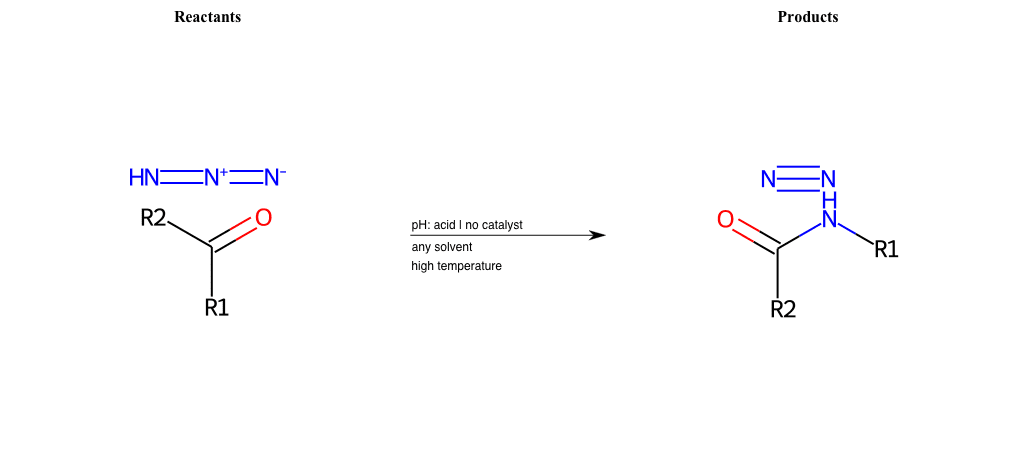 Reactants
Products
HN N+ N-
R2 O
R1
pH: acid | no catalyst
any solvent
high temperature
N N
H
O N
R1
R2